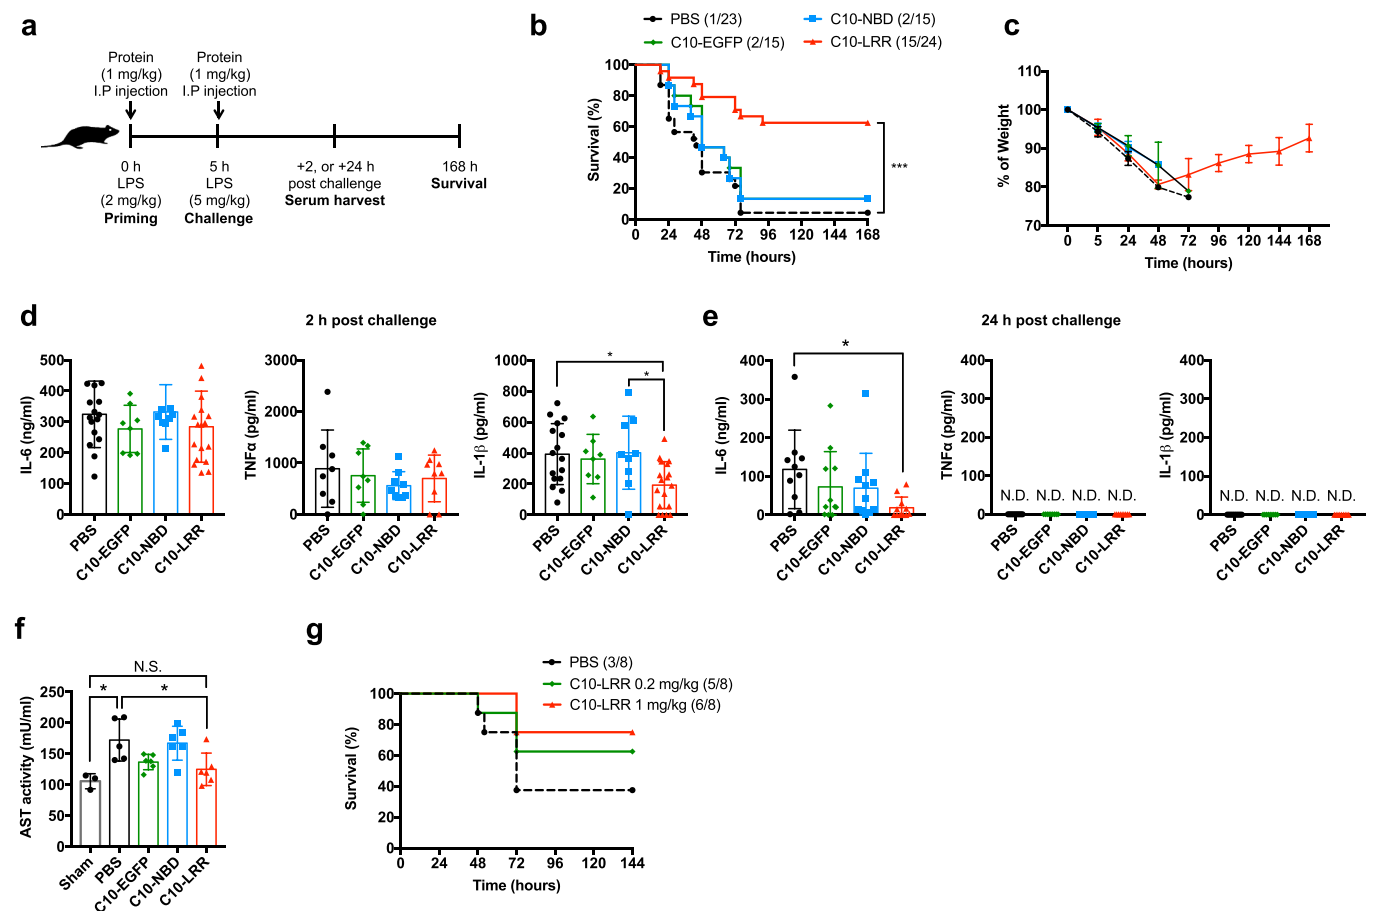 a
Protein
(1 mg/kg)
I.P injection
Protein
(1 mg/kg)
I.P injection
0 h
LPS
(2 mg/kg)
Priming
5 h
LPS
(5 mg/kg)
Challenge
+2, or +24 h
post challenge
Serum harvest
168 h
Survival
b
PBS (1/23)
C10-EGFP (2/15)
C10-NBD (2/15)
C10-LRR (15/24)
Survival (%)
100
80
60
40
20
0
***
0 24 48 72 96 120 144 168
Time (hours)
c
% of Weight
110
100
90
80
70
0 5 24 48 72 96 120 144 168
Time (hours)
d
2 h post challenge
IL-6 (ng/ml)
500
400
300
200
100
0
PBS
C10-EGFP
C10-NBD
C10-LRR
TNFα (pg/ml)
3000
2000
1000
0
PBS
C10-EGFP
C10-NBD
C10-LRR
IL-1β (pg/ml)
1000
800
600
400
200
0
*
*
PBS
C10-EGFP
C10-NBD
C10-LRR
e
24 h post challenge
IL-6 (ng/ml)
400
300
200
100
0
*
PBS
C10-EGFP
C10-NBD
C10-LRR
TNFα (pg/ml)
400
300
200
100
0
N.D. N.D. N.D. N.D.
PBS
C10-EGFP
C10-NBD
C10-LRR
IL-1β (pg/ml)
400
300
200
100
0
N.D. N.D. N.D. N.D.
PBS
C10-EGFP
C10-NBD
C10-LRR
f
AST activity (mU/ml)
250
200
150
100
50
0
N.S.
*
*
Sham
PBS
C10-EGFP
C10-NBD
C10-LRR
g
PBS (3/8)
C10-LRR 0.2 mg/kg (5/8)
C10-LRR 1 mg/kg (6/8)
Survival (%)
100
80
60
40
20
0
0 24 48 72 96 120 144
Time (hours)